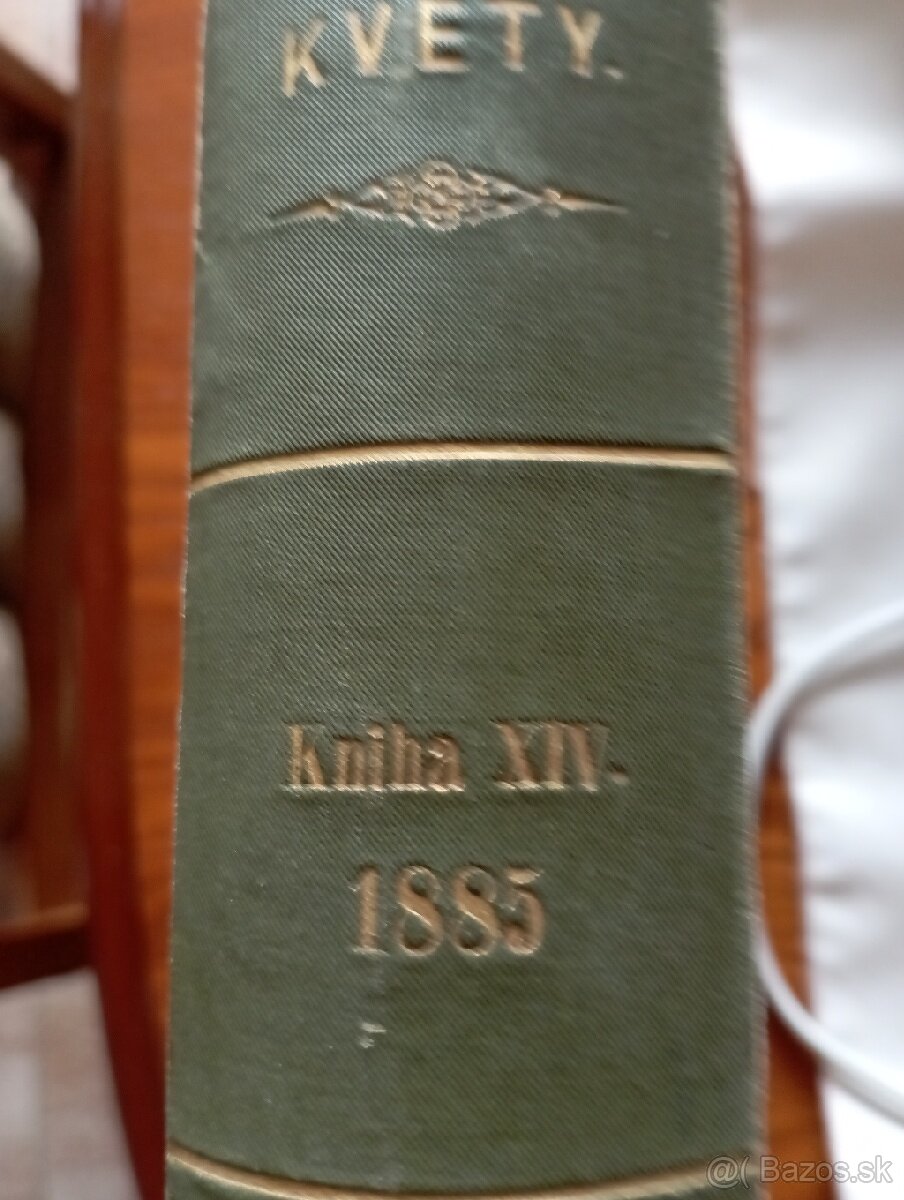 KVETY.
Kniha XIV.
1885
@( Bazos.sk